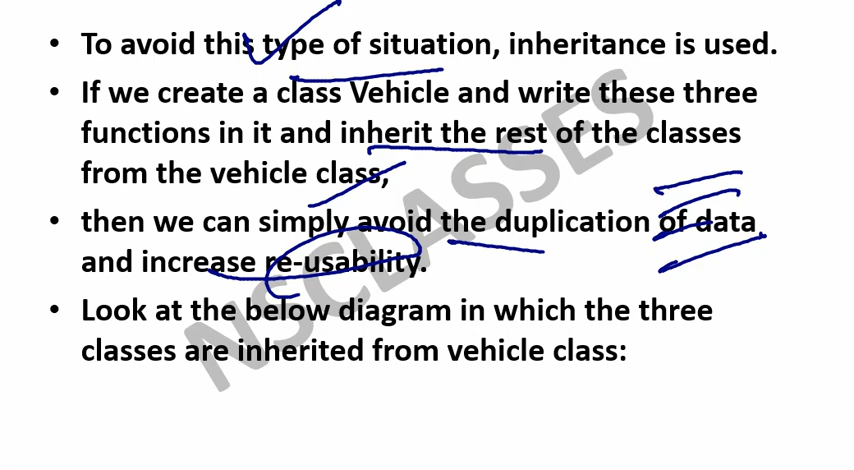 • To avoid this type of situation, inheritance is used.
• If we create a class Vehicle and write these three
functions in it and inherit the rest of the classes
from the vehicle class,
• then we can simply avoid the duplication of data
and increase re-usability.
• Look at the below diagram in which the three
classes are inherited from vehicle class:
NSCLASSES